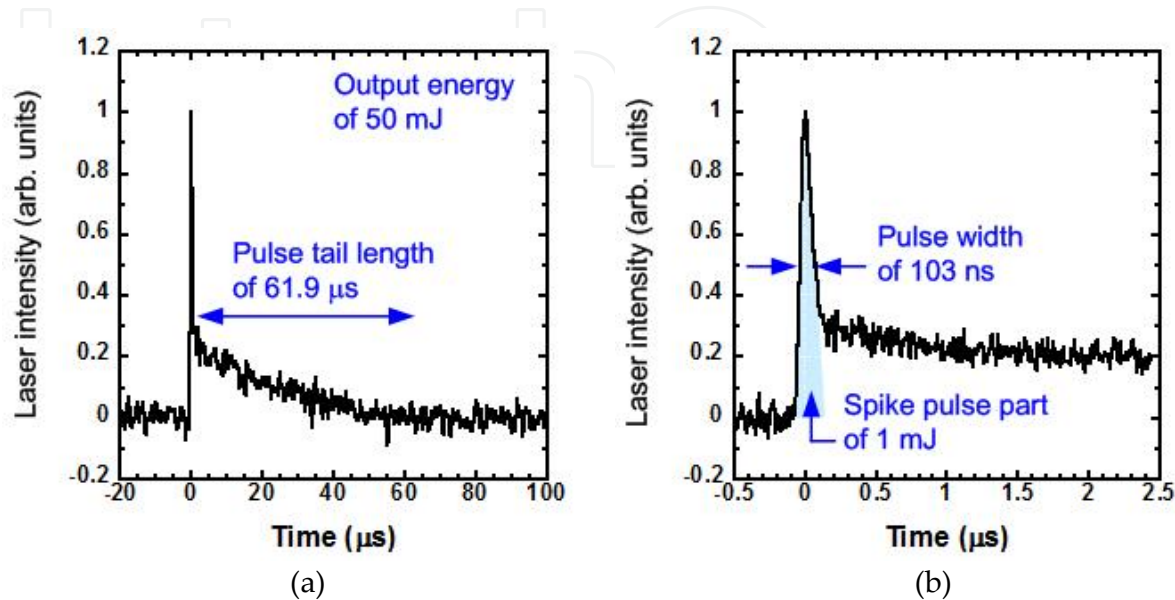 1.2
1
0.8
0.6
0.4
0.2
0
-0.2
-20
0
20
40
60
80
100
Laser intensity (arb. units)
Time (μs)
Output energy
of 50 mJ
Pulse tail length
of 61.9 μs
(a)
1.2
1
0.8
0.6
0.4
0.2
0
-0.2
-0.5
0
0.5
1
1.5
2
2.5
Laser intensity (arb. units)
Time (μs)
Pulse width
of 103 ns
Spike pulse part
of 1 mJ
(b)